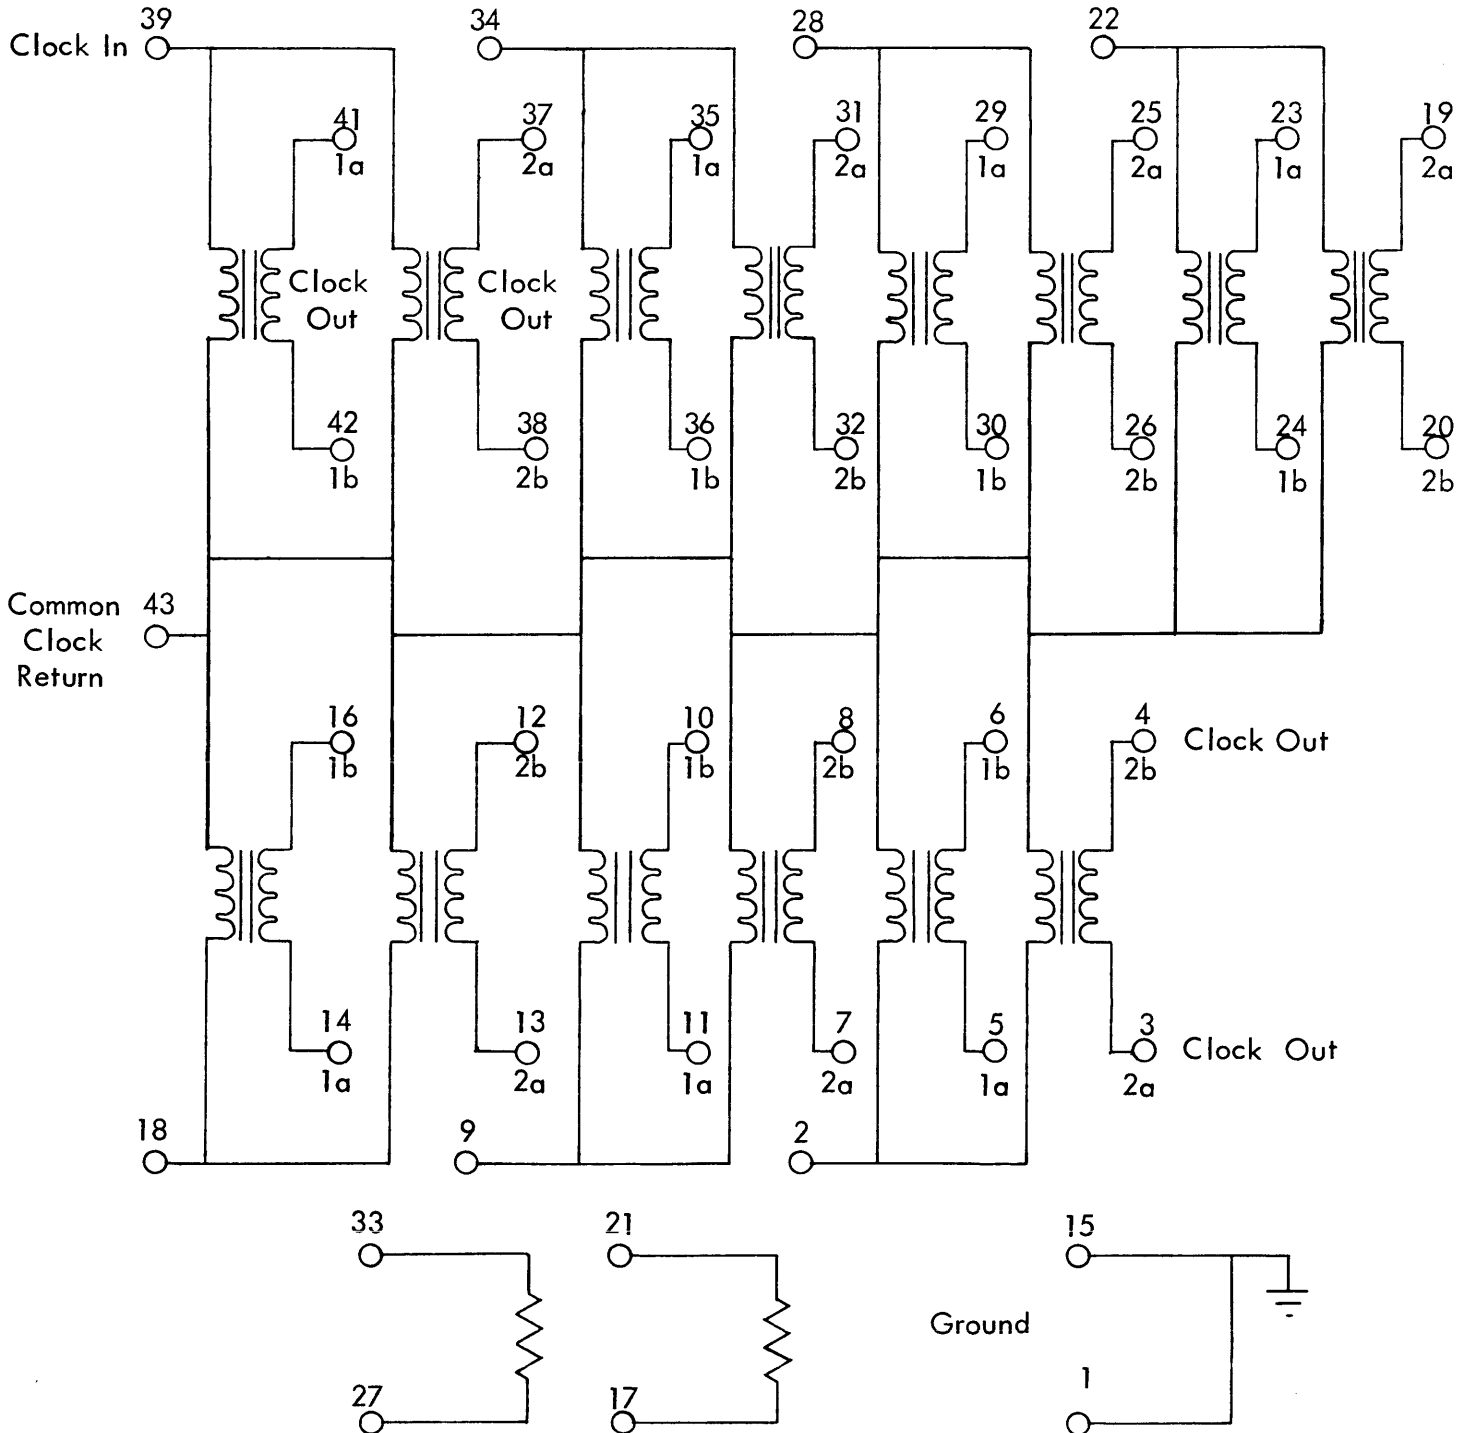 39 34 28 22
Clock In
41 37 35 31 29 25 23 19
1a 2a 1a 2a 1a 2a 1a 2a
Clock Clock
Out Out
42 38 36 32 30 26 24 20
1b 2b 1b 2b 1b 2b 1b 2b
Common 43
Clock
Return
16 12 10 8 6 4
Clock Out
1b 2b 1b 2b 1b 2b
14 13 11 7 5 3
Clock Out
1a 2a 1a 2a 1a 2a
18 9 2
33 21 15
Ground
27 17 1